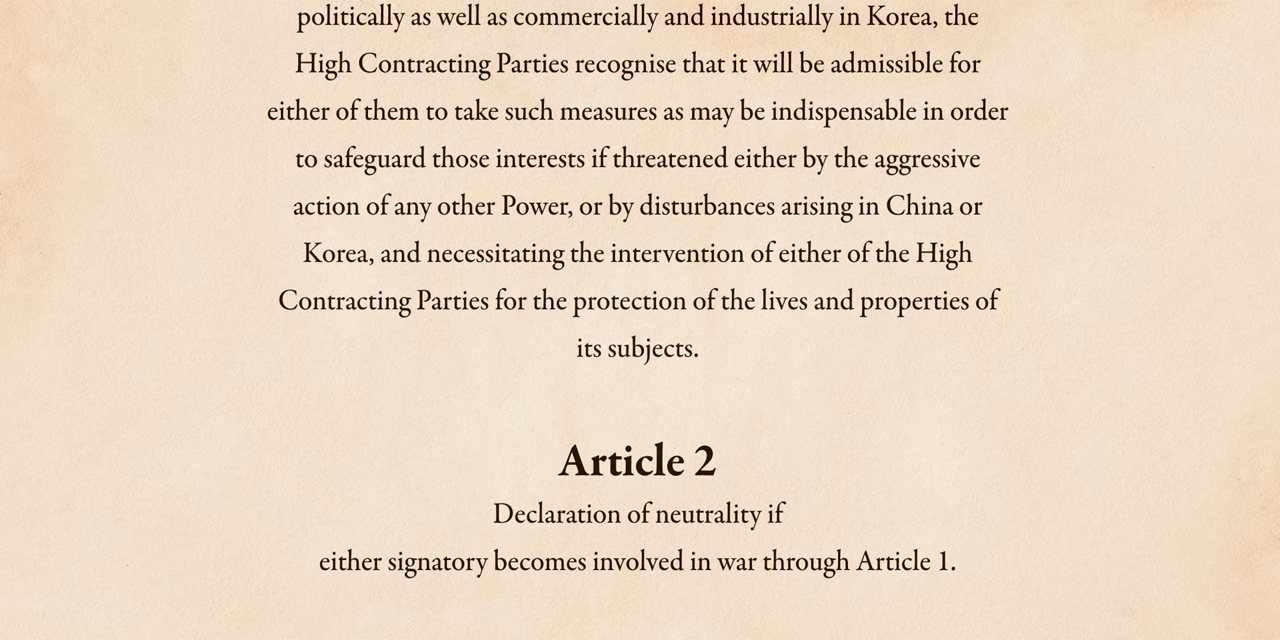 politically as well as commercially and industrially in Korea, the
High Contracting Parties recognise that it will be admissible for
either of them to take such measures as may be indispensable in order
to safeguard those interests if threatened either by the aggressive
action of any other Power, or by disturbances arising in China or
Korea, and necessitating the intervention of either of the High
Contracting Parties for the protection of the lives and properties of
its subjects.
Article 2
Declaration of neutrality if
either signatory becomes involved in war through Article 1.